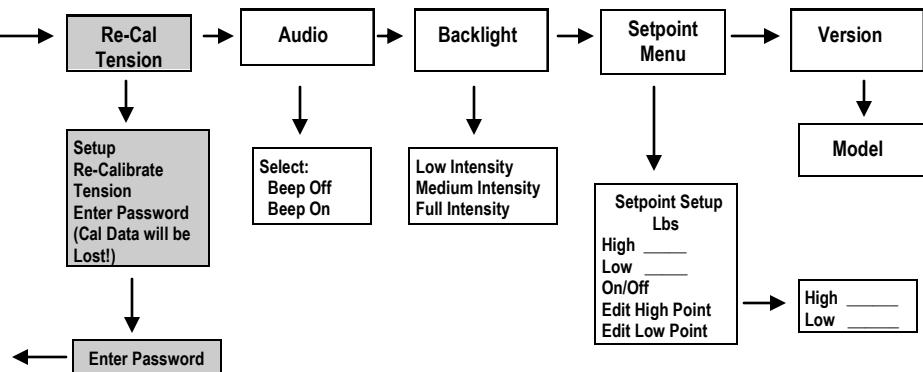 Re-Cal
Tension
Audio
Backlight
Setpoint
Menu
Version
Setup
Re-Calibrate
Tension
Enter Password
(Cal Data will be
Lost!)
Select:
Beep Off
Beep On
Low Intensity
Medium Intensity
Full Intensity
Setpoint Setup
Lbs
High _____
Low _____
On/Off
Edit High Point
Edit Low Point
Model
High ______
Low ______
Enter Password